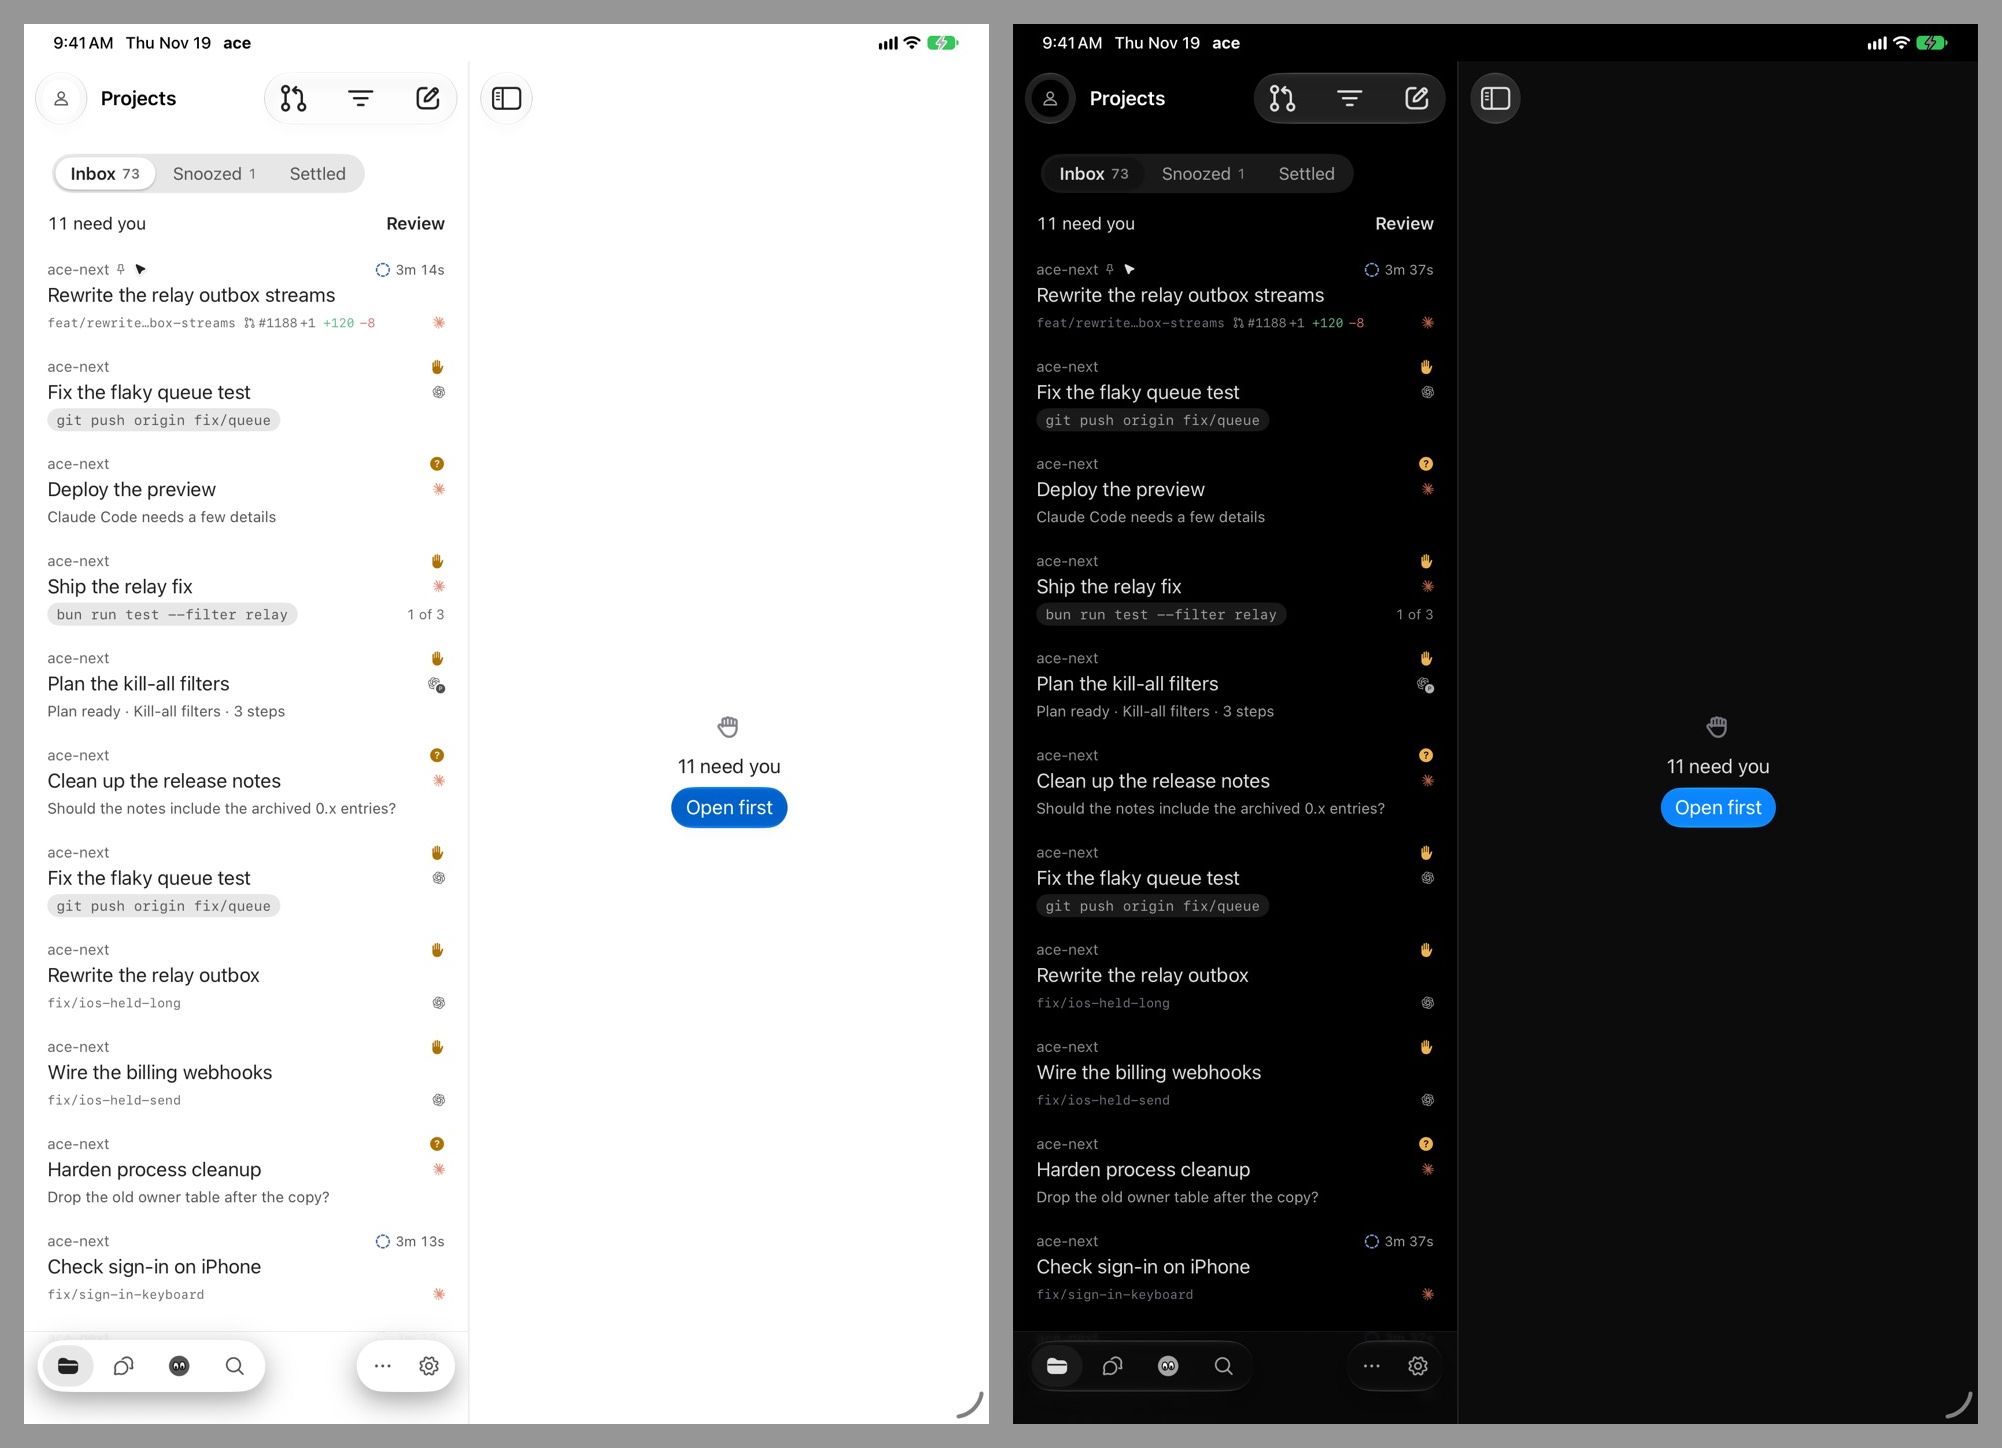 9:41 AM Thu Nov 19 ace
Projects
Inbox 73 Snoozed 1 Settled
11 need you Review
ace-next 3m 14s
Rewrite the relay outbox streams
feat/rewrite…box-streams #1188 +1 +120 −8
ace-next
Fix the flaky queue test
git push origin fix/queue
ace-next
Deploy the preview
Claude Code needs a few details
ace-next
Ship the relay fix
bun run test --filter relay 1 of 3
ace-next
Plan the kill-all filters
Plan ready · Kill-all filters · 3 steps
ace-next
Clean up the release notes
Should the notes include the archived 0.x entries?
ace-next
Fix the flaky queue test
git push origin fix/queue
ace-next
Rewrite the relay outbox
fix/ios-held-long
ace-next
Wire the billing webhooks
fix/ios-held-send
ace-next
Harden process cleanup
Drop the old owner table after the copy?
ace-next 3m 13s
Check sign-in on iPhone
fix/sign-in-keyboard
11 need you
Open first
9:41 AM Thu Nov 19 ace
Projects
Inbox 73 Snoozed 1 Settled
11 need you Review
ace-next 3m 37s
Rewrite the relay outbox streams
feat/rewrite…box-streams #1188 +1 +120 −8
ace-next
Fix the flaky queue test
git push origin fix/queue
ace-next
Deploy the preview
Claude Code needs a few details
ace-next
Ship the relay fix
bun run test --filter relay 1 of 3
ace-next
Plan the kill-all filters
Plan ready · Kill-all filters · 3 steps
ace-next
Clean up the release notes
Should the notes include the archived 0.x entries?
ace-next
Fix the flaky queue test
git push origin fix/queue
ace-next
Rewrite the relay outbox
fix/ios-held-long
ace-next
Wire the billing webhooks
fix/ios-held-send
ace-next
Harden process cleanup
Drop the old owner table after the copy?
ace-next 3m 37s
Check sign-in on iPhone
fix/sign-in-keyboard
11 need you
Open first